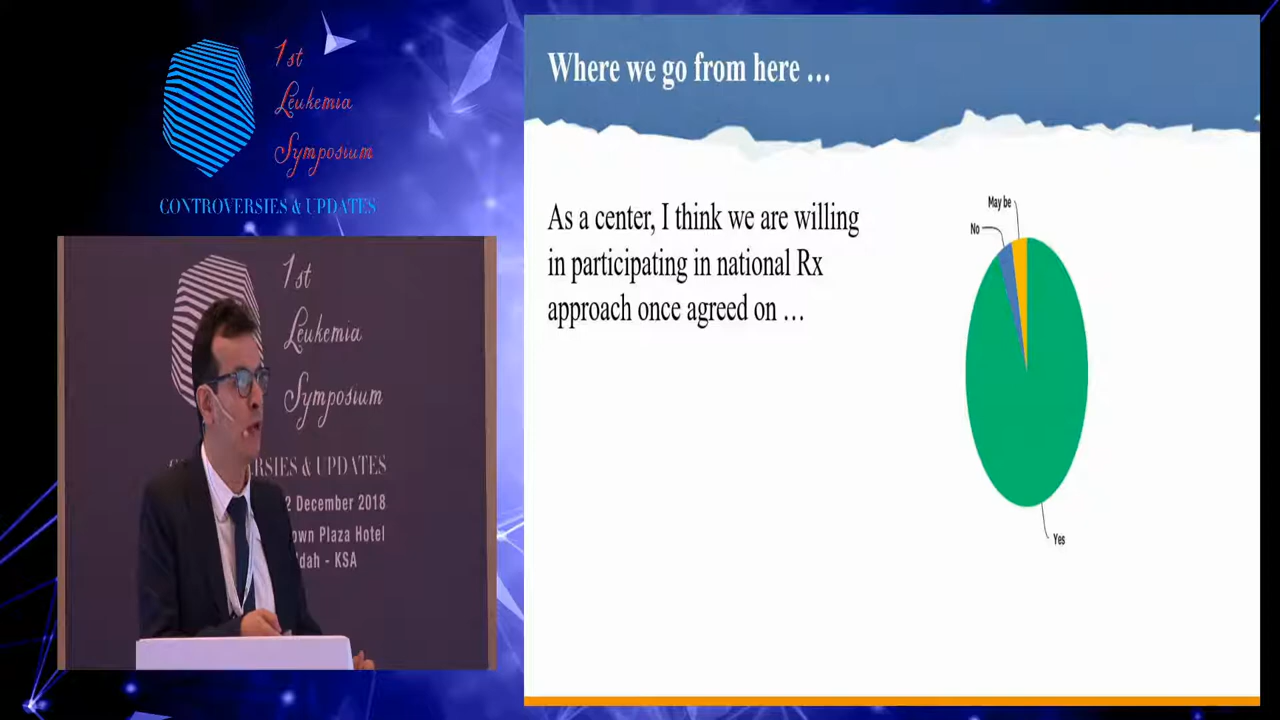 1st
Leukemia
Symposium
CONTROVERSIES & UPDATES
1st
Leukemia
Symposium
RSIES & UPDATES
2 December 2018
own Plaza Hotel
dah - KSA
Where we go from here ...
As a center, I think we are willing
in participating in national Rx
approach once agreed on ...
May be
No
Yes